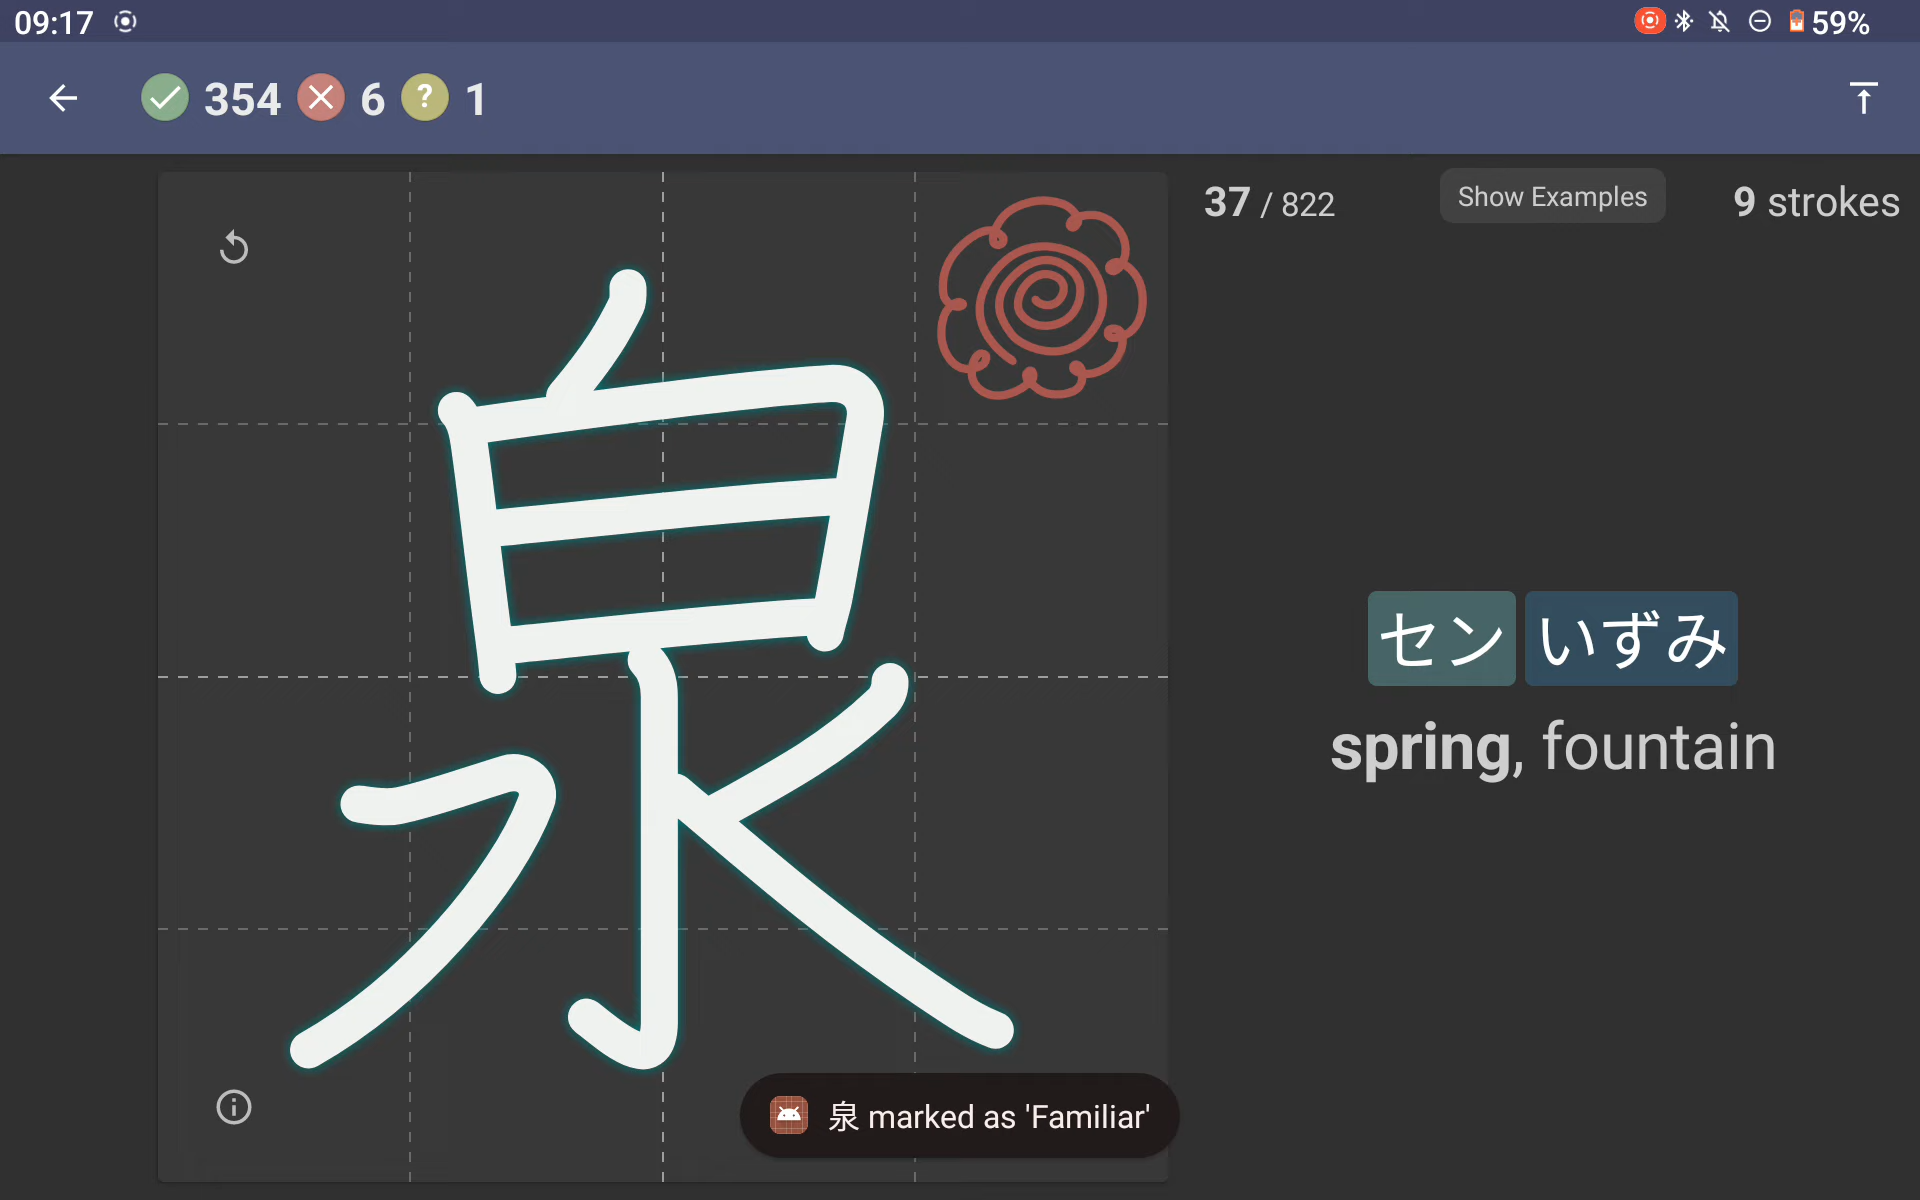 09:17
59%
354 6 ? 1
37 / 822
Show Examples
9 strokes
泉
セン いずみ
spring, fountain
泉 marked as 'Familiar'